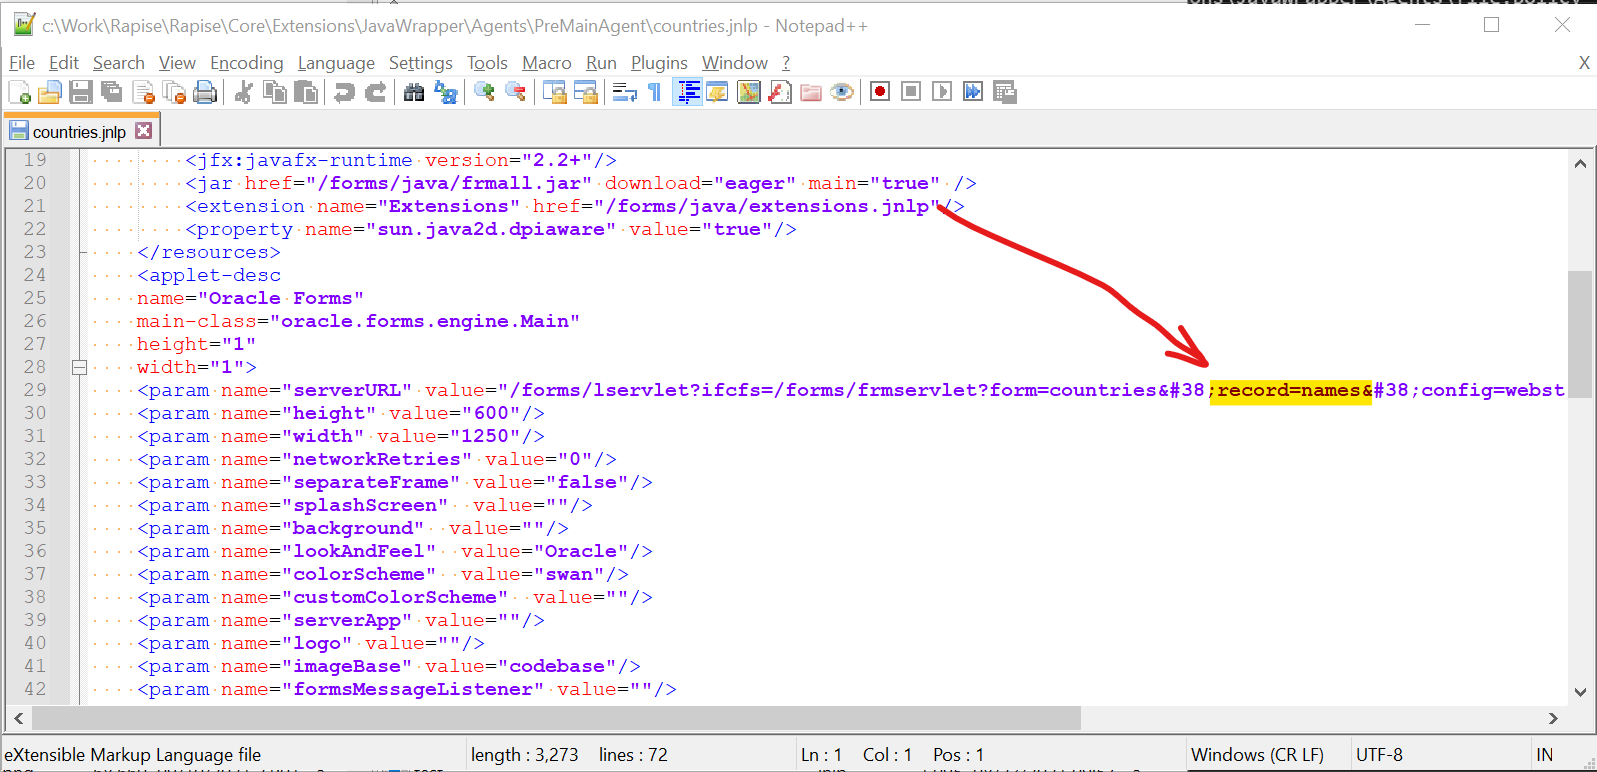 c:\Work\Rapise\Rapise\Core\Extensions\JavaWrapper\Agents\PreMainAgent\countries.jnlp - Notepad++
File Edit Search View Encoding Language Settings Tools Macro Run Plugins Window ? X
countries.jnlp
19 <jfx:javafx-runtime version="2.2+"/>
20 <jar href="/forms/java/frmall.jar" download="eager" main="true" />
21 <extension name="Extensions" href="/forms/java/extensions.jnlp"/>
22 <property name="sun.java2d.dpiaware" value="true"/>
23 </resources>
24 <applet-desc
25 name="Oracle Forms"
26 main-class="oracle.forms.engine.Main"
27 height="1"
28 width="1">
29 <param name="serverURL" value="/forms/lservlet?ifcfs=/forms/frmservlet?form=countries&#38;record=names&#38;config=webst
30 <param name="height" value="600"/>
31 <param name="width" value="1250"/>
32 <param name="networkRetries" value="0"/>
33 <param name="separateFrame" value="false"/>
34 <param name="splashScreen"  value=""/>
35 <param name="background"  value=""/>
36 <param name="lookAndFeel"  value="Oracle"/>
37 <param name="colorScheme"  value="swan"/>
38 <param name="customColorScheme"  value=""/>
39 <param name="serverApp" value=""/>
40 <param name="logo" value=""/>
41 <param name="imageBase" value="codebase"/>
42 <param name="formsMessageListener" value=""/>
eXtensible Markup Language file length : 3,273 lines : 72 Ln : 1 Col : 1 Pos : 1 Windows (CR LF) UTF-8 IN